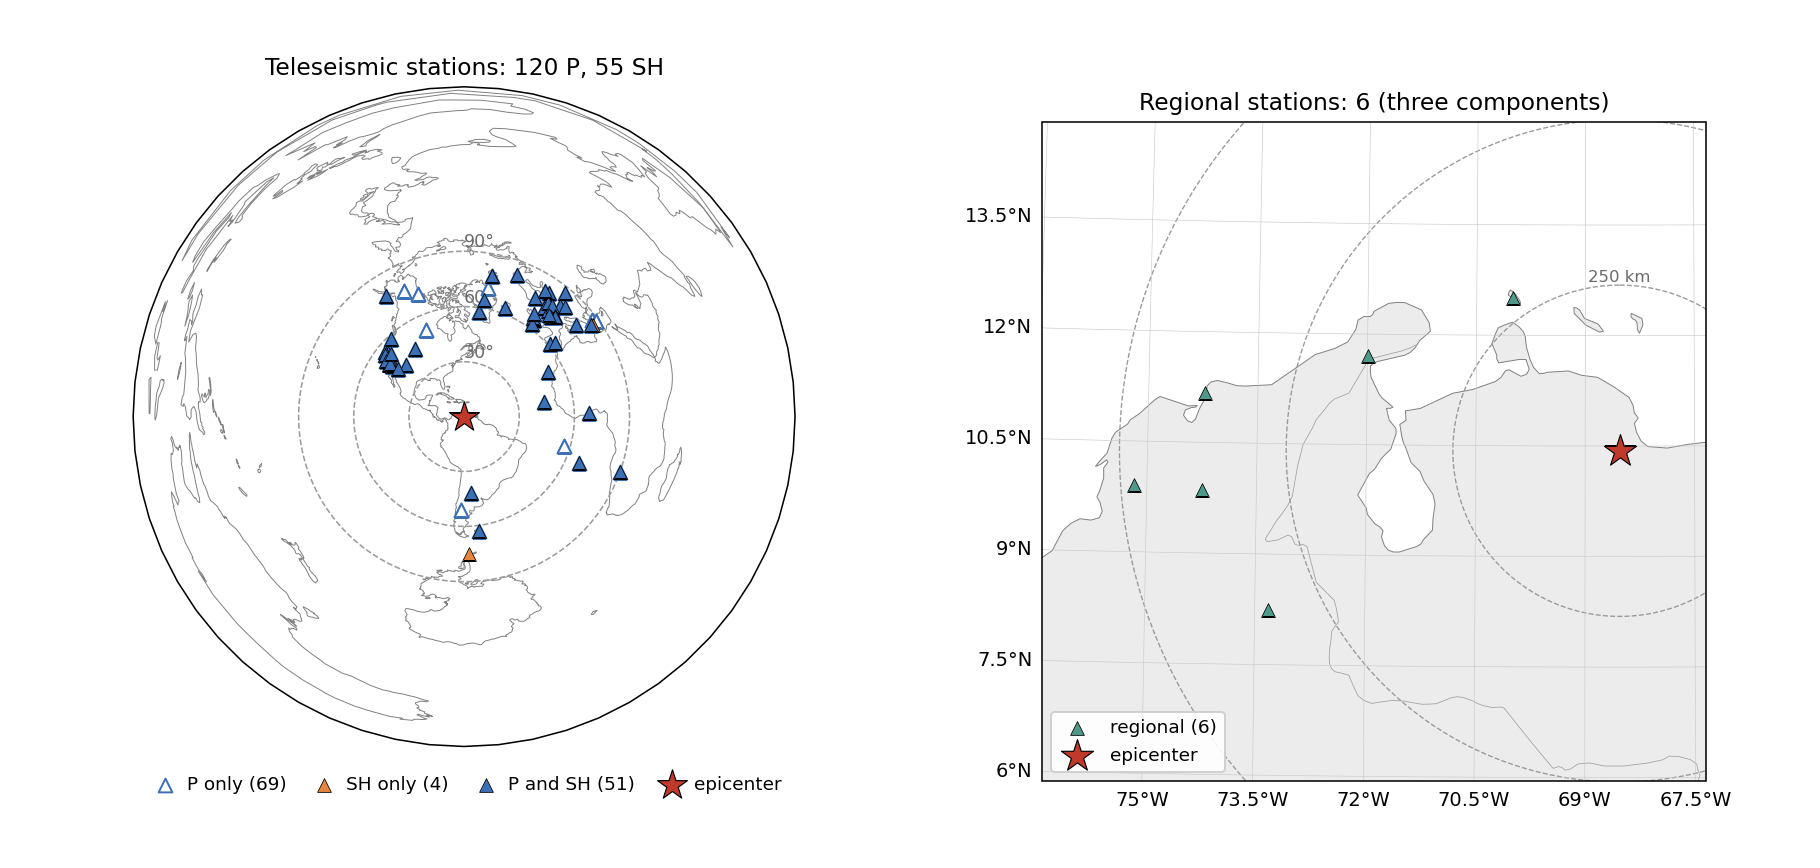 Teleseismic stations: 120 P, 55 SH
90°
60°
30°
P only (69)
SH only (4)
P and SH (51)
epicenter
Regional stations: 6 (three components)
13.5°N
12°N
10.5°N
9°N
7.5°N
6°N
250 km
regional (6)
epicenter
75°W
73.5°W
72°W
70.5°W
69°W
67.5°W